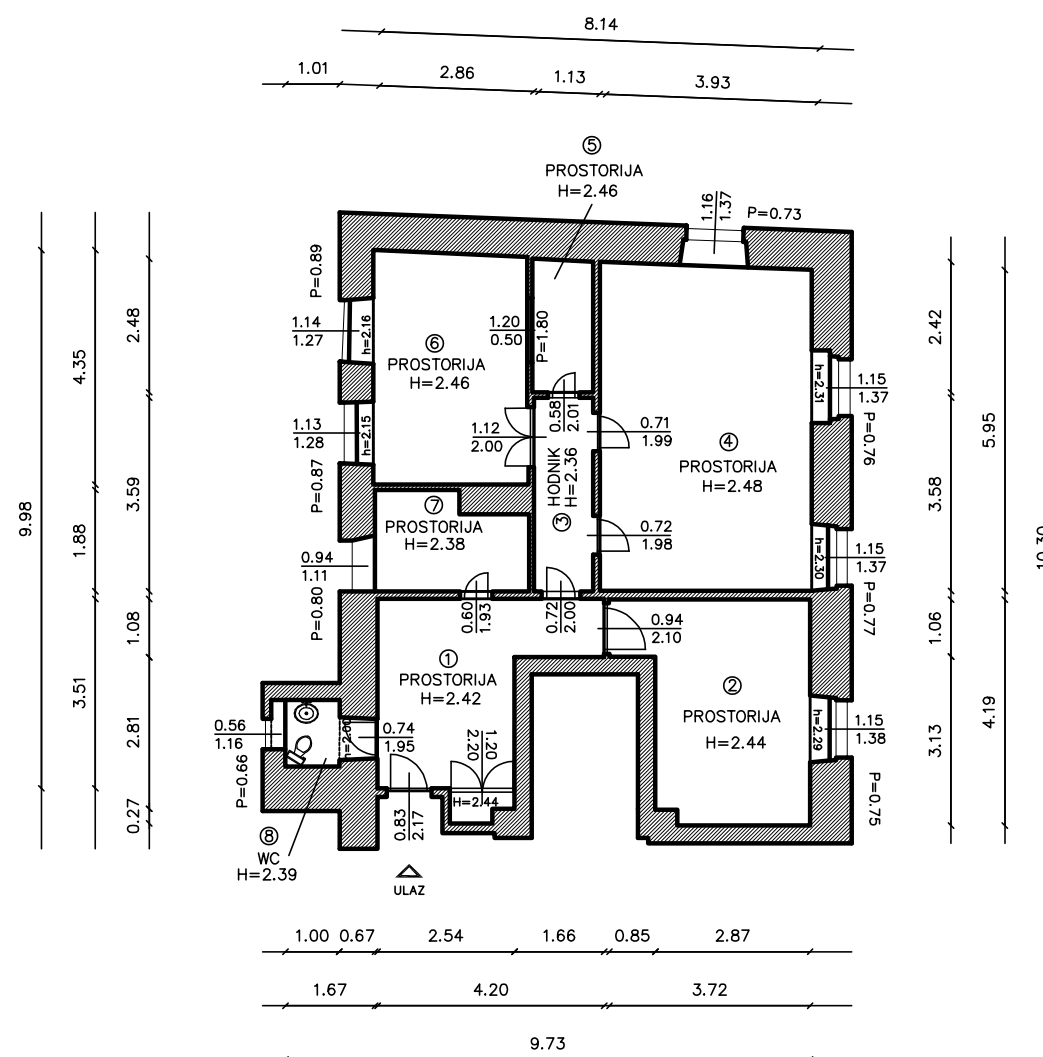 8.14
1.01
2.86
1.13
3.93
⑤
PROSTORIJA
H=2.46
1.16
1.37
P=0.73
P=0.89
1.14
1.27
h=2.16
⑥
PROSTORIJA
H=2.46
1.20
0.50
P=1.80
h=2.31
1.15
1.37
P=0.76
1.13
1.28
h=2.15
P=0.87
1.12
2.00
0.58
2.01
0.71
1.99
④
PROSTORIJA
H=2.48
HODNIK
H=2.36
③
⑦
PROSTORIJA
H=2.38
0.72
1.98
h=2.30
1.15
1.37
P=0.77
0.94
1.11
P=0.80
0.60
1.93
0.72
2.00
0.94
2.10
①
PROSTORIJA
H=2.42
②
PROSTORIJA
H=2.44
h=2.29
1.15
1.38
P=0.75
0.56
1.16
P=0.66
h=2.00
0.74
1.95
1.20
2.20
H=2.44
0.83
2.17
⑧
WC
H=2.39
ULAZ
9.98
4.35
1.88
3.51
2.48
3.59
1.08
2.81
0.27
2.42
3.58
1.06
3.13
5.95
4.19
10.30
1.00
0.67
2.54
1.66
0.85
2.87
1.67
4.20
3.72
9.73